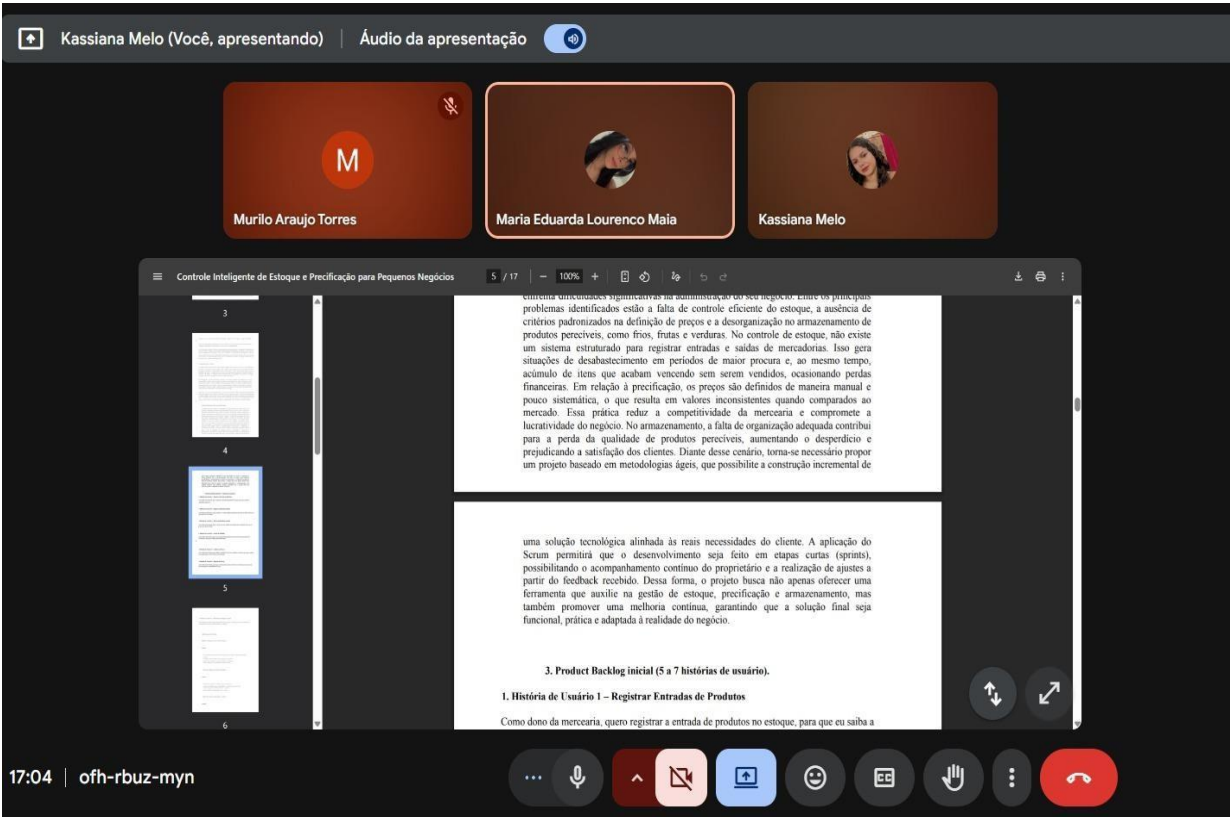 Kassiana Melo (Você, apresentando) | Áudio da apresentação
M
Murilo Araujo Torres
Maria Eduarda Lourenco Maia
Kassiana Melo
Controle Inteligente de Estoque e Precificação para Pequenos Negócios 5 / 17 100%
3
4
5
6
enfrenta dificuldades significativas na administração do seu negócio. Entre os principais
problemas identificados estão a falta de controle eficiente do estoque, a ausência de
critérios padronizados na definição de preços e a desorganização no armazenamento de
produtos perecíveis, como frios, frutas e verduras. No controle de estoque, não existe
um sistema estruturado para registrar entradas e saídas de mercadorias. Isso gera
situações de desabastecimento em períodos de maior procura e, ao mesmo tempo,
acúmulo de itens que acabam vencendo sem serem vendidos, ocasionando perdas
financeiras. Em relação à precificação, os preços são definidos de maneira manual e
pouco sistemática, o que resulta em valores inconsistentes quando comparados ao
mercado. Essa prática reduz a competitividade da mercearia e compromete a
lucratividade do negócio. No armazenamento, a falta de organização adequada contribui
para a perda da qualidade de produtos perecíveis, aumentando o desperdício e
prejudicando a satisfação dos clientes. Diante desse cenário, torna-se necessário propor
um projeto baseado em metodologias ágeis, que possibilite a construção incremental de
uma solução tecnológica alinhada às reais necessidades do cliente. A aplicação do
Scrum permitirá que o desenvolvimento seja feito em etapas curtas (sprints),
possibilitando o acompanhamento contínuo do proprietário e a realização de ajustes a
partir do feedback recebido. Dessa forma, o projeto busca não apenas oferecer uma
ferramenta que auxilie na gestão de estoque, precificação e armazenamento, mas
também promover uma melhoria contínua, garantindo que a solução final seja
funcional, prática e adaptada à realidade do negócio.
3. Product Backlog inicial (5 a 7 histórias de usuário).
1. História de Usuário 1 – Registrar Entradas de Produtos
Como dono da mercearia, quero registrar a entrada de produtos no estoque, para que eu saiba a
17:04 | ofh-rbuz-myn
CC